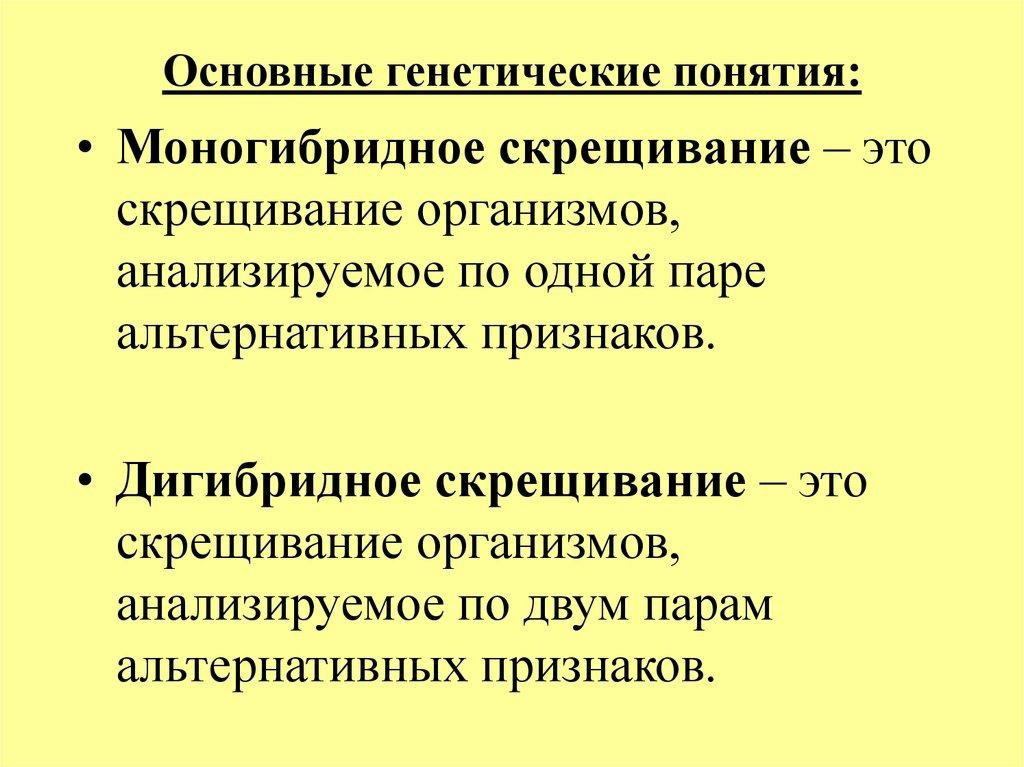 Основные генетические понятия:
• Моногибридное скрещивание – это
скрещивание организмов,
анализируемое по одной паре
альтернативных признаков.
• Дигибридное скрещивание – это
скрещивание организмов,
анализируемое по двум парам
альтернативных признаков.